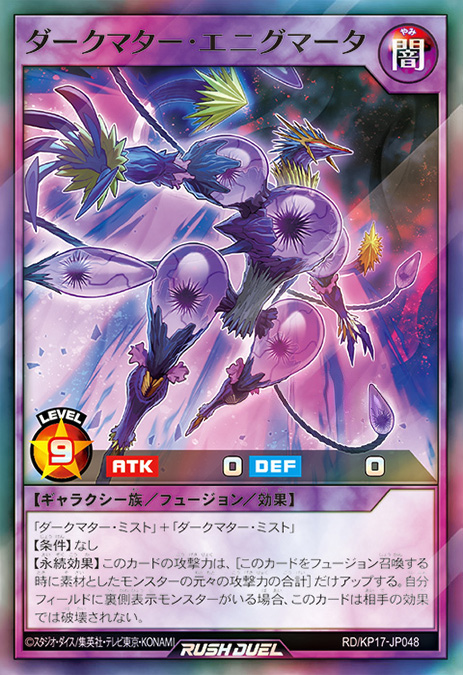 ダークマター・エニグマータ
やみ
闇
LEVEL
9
ATK 0 DEF 0
【ギャラクシー族／フュージョン／効果】
「ダークマター・ミスト」＋「ダークマター・ミスト」
【条件】なし
【永続効果】このカードの攻撃力は、[このカードをフュージョン召喚する
時に素材としたモンスターの元々の攻撃力の合計]だけアップする。自分
フィールドに裏側表示モンスターがいる場合、このカードは相手の効果
では破壊されない。
©スタジオ・ダイス/集英社・テレビ東京・KONAMI
RUSH DUEL
RD/KP17-JP048